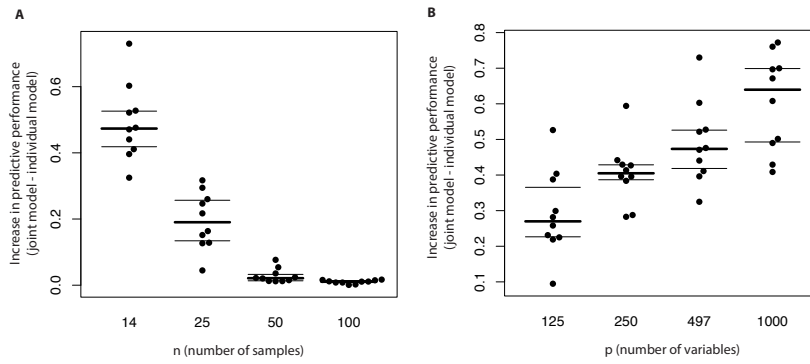 A
Increase in predictive performance
(joint model - individual model)
0.6
0.4
0.2
0.0
14 25 50 100
n (number of samples)
B
Increase in predictive performance
(joint model - individual model)
0.8
0.7
0.6
0.5
0.4
0.3
0.2
0.1
125 250 497 1000
p (number of variables)